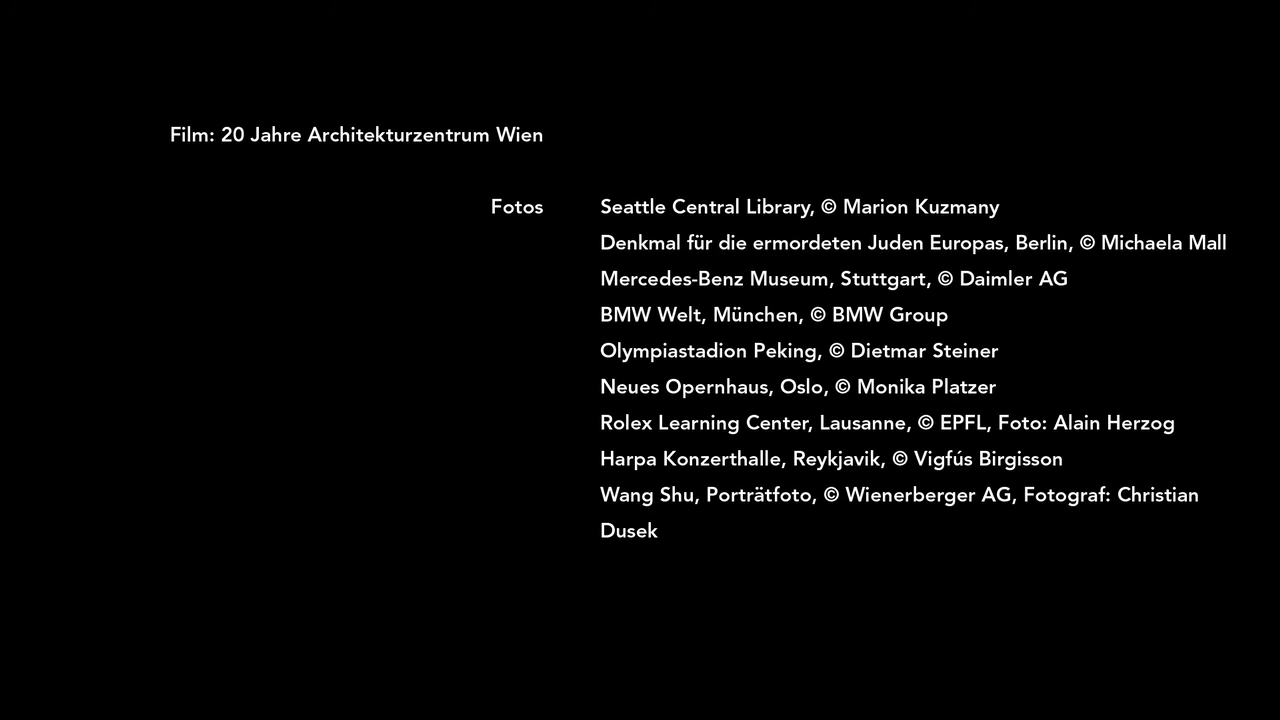 Film: 20 Jahre Architekturzentrum Wien
Fotos
Seattle Central Library, © Marion Kuzmany
Denkmal für die ermordeten Juden Europas, Berlin, © Michaela Mall
Mercedes-Benz Museum, Stuttgart, © Daimler AG
BMW Welt, München, © BMW Group
Olympiastadion Peking, © Dietmar Steiner
Neues Opernhaus, Oslo, © Monika Platzer
Rolex Learning Center, Lausanne, © EPFL, Foto: Alain Herzog
Harpa Konzerthalle, Reykjavik, © Vigfús Birgisson
Wang Shu, Porträtfoto, © Wienerberger AG, Fotograf: Christian
Dusek